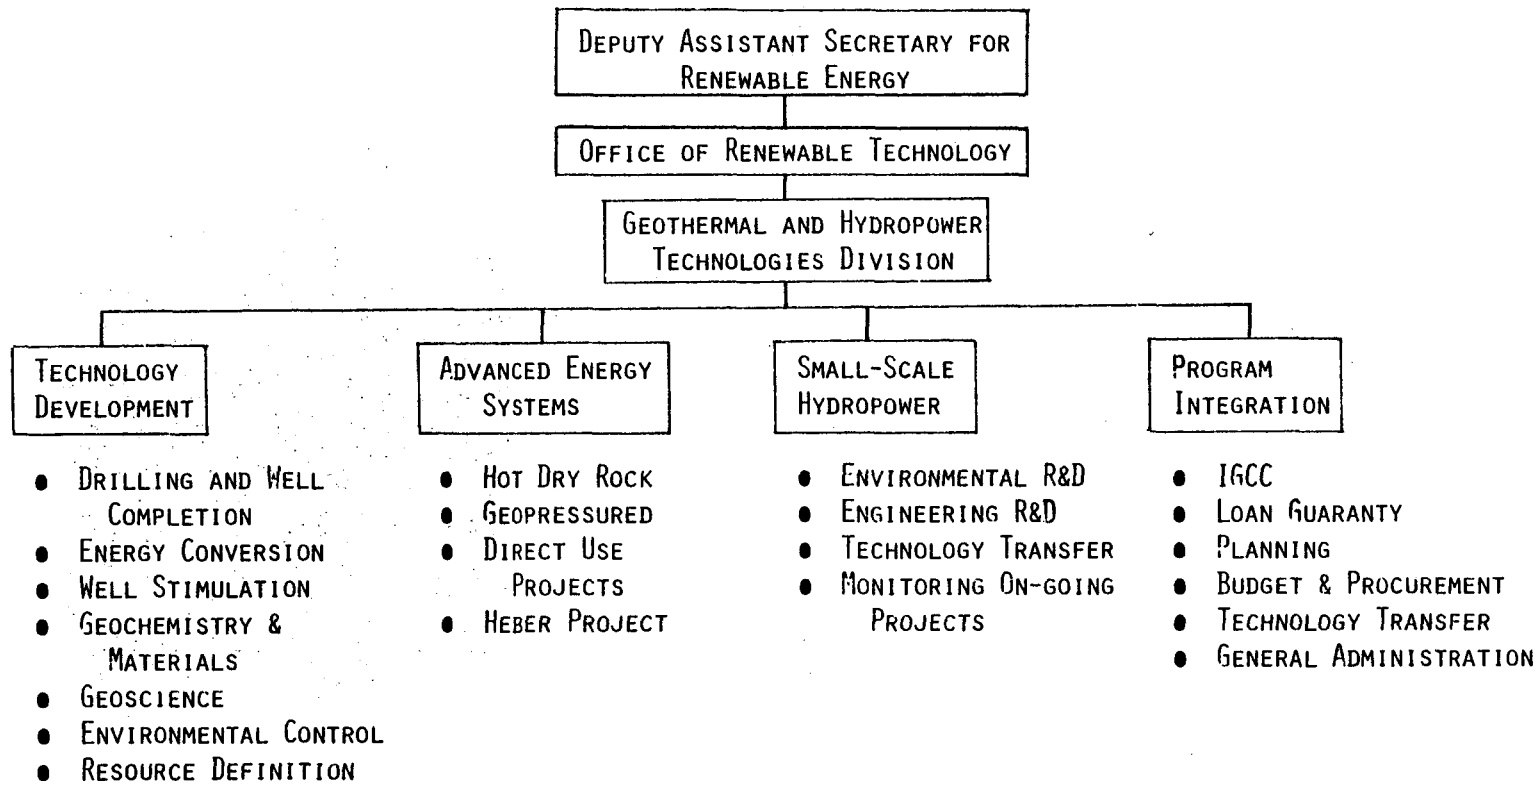 DEPUTY ASSISTANT SECRETARY FOR
RENEWABLE ENERGY
OFFICE OF RENEWABLE TECHNOLOGY
GEOTHERMAL AND HYDROPOWER
TECHNOLOGIES DIVISION
TECHNOLOGY
DEVELOPMENT
● DRILLING AND WELL
COMPLETION
● ENERGY CONVERSION
● WELL STIMULATION
● GEOCHEMISTRY &
MATERIALS
● GEOSCIENCE
● ENVIRONMENTAL CONTROL
● RESOURCE DEFINITION
ADVANCED ENERGY
SYSTEMS
● HOT DRY ROCK
● GEOPRESSURED
● DIRECT USE
PROJECTS
● HEBER PROJECT
SMALL-SCALE
HYDROPOWER
● ENVIRONMENTAL R&D
● ENGINEERING R&D
● TECHNOLOGY TRANSFER
● MONITORING ON-GOING
PROJECTS
PROGRAM
INTEGRATION
● IGCC
● LOAN GUARANTY
● PLANNING
● BUDGET & PROCUREMENT
● TECHNOLOGY TRANSFER
● GENERAL ADMINISTRATION